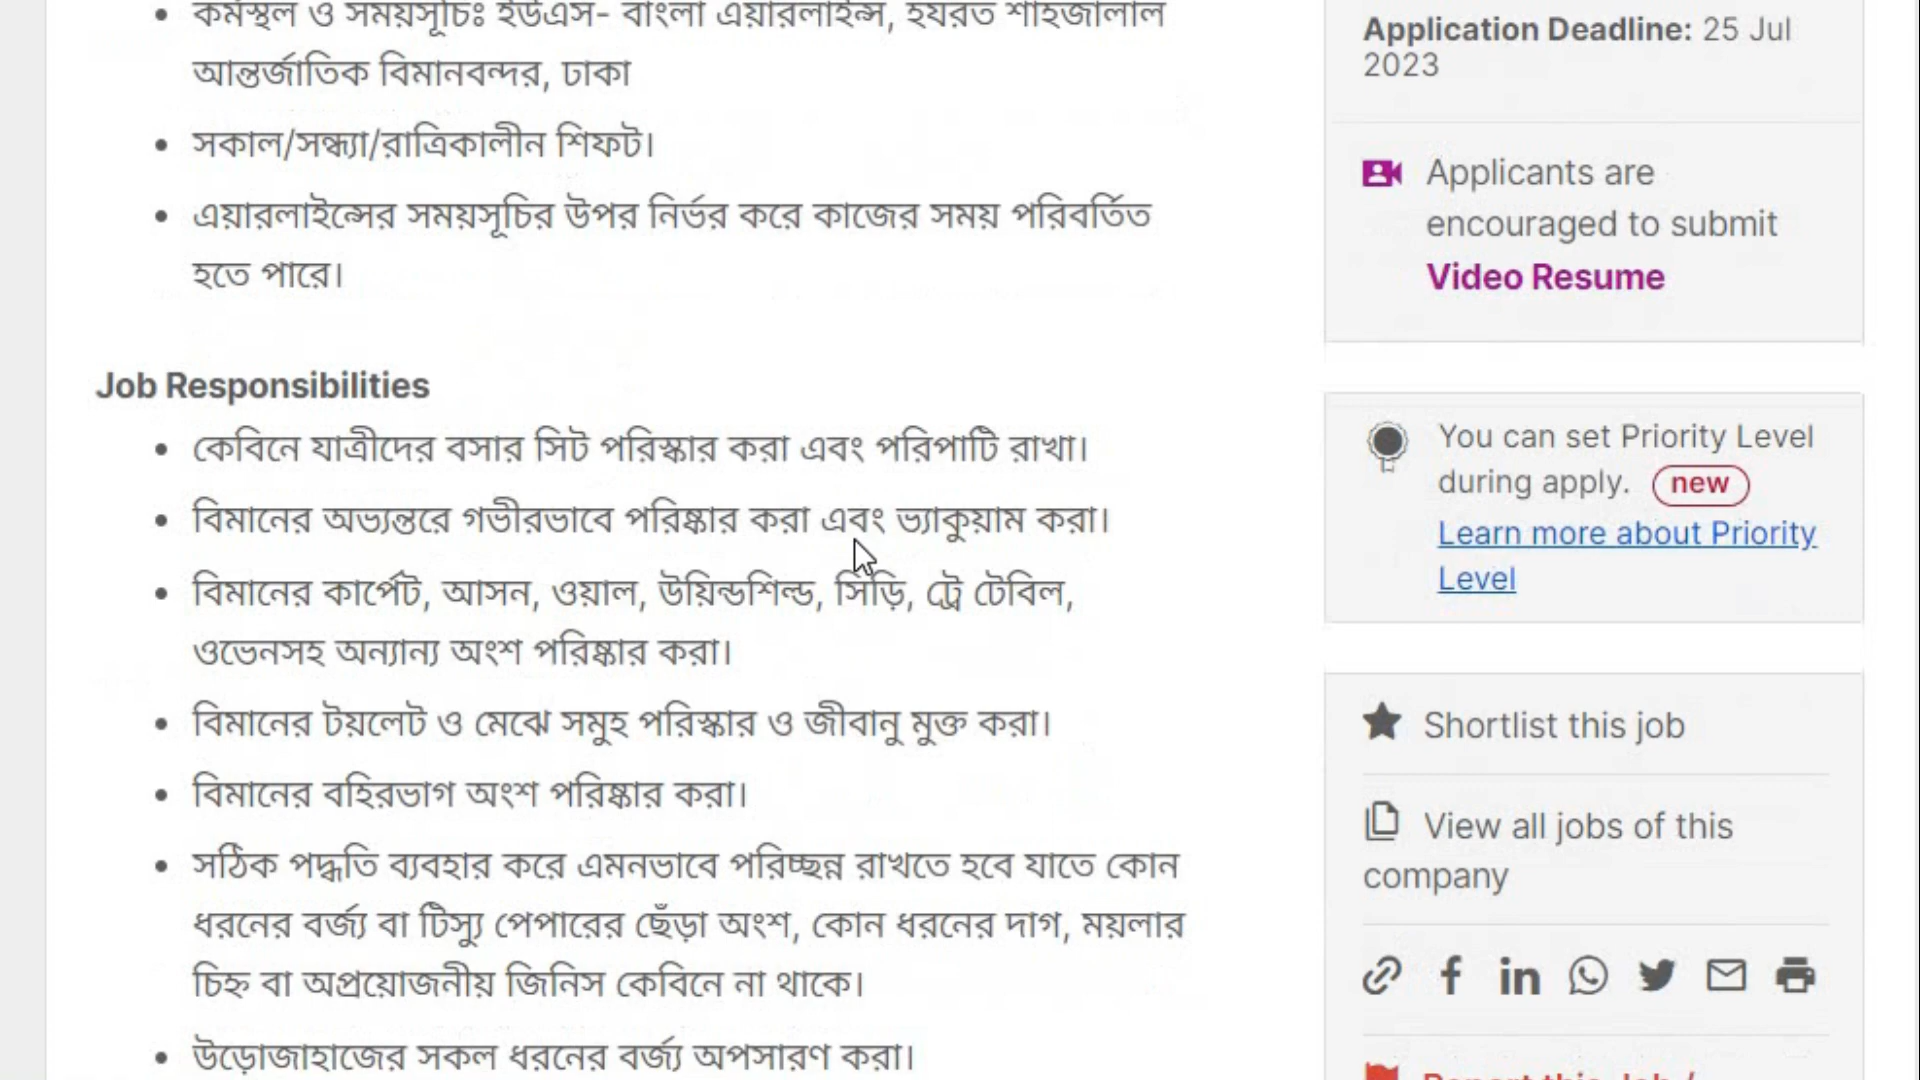 কর্মস্থল ও সময়সূচিঃ ইউএস- বাংলা এয়ারলাইন্স, হযরত শাহজালাল
আন্তর্জাতিক বিমানবন্দর, ঢাকা
সকাল/সন্ধ্যা/রাত্রিকালীন শিফট।
এয়ারলাইন্সের সময়সূচির উপর নির্ভর করে কাজের সময় পরিবর্তিত
হতে পারে।
Job Responsibilities
কেবিনে যাত্রীদের বসার সিট পরিস্কার করা এবং পরিপাটি রাখা।
বিমানের অভ্যন্তরে গভীরভাবে পরিষ্কার করা এবং ভ্যাকুয়াম করা।
বিমানের কার্পেট, আসন, ওয়াল, উয়িন্ডশিল্ড, সিঁড়ি, ট্রে টেবিল,
ওভেনসহ অন্যান্য অংশ পরিষ্কার করা।
বিমানের টয়লেট ও মেঝে সমুহ পরিস্কার ও জীবানু মুক্ত করা।
বিমানের বহিরভাগ অংশ পরিষ্কার করা।
সঠিক পদ্ধতি ব্যবহার করে এমনভাবে পরিচ্ছন্ন রাখতে হবে যাতে কোন
ধরনের বর্জ্য বা টিস্যু পেপারের ছেঁড়া অংশ, কোন ধরনের দাগ, ময়লার
চিহ্ন বা অপ্রয়োজনীয় জিনিস কেবিনে না থাকে।
উড়োজাহাজের সকল ধরনের বর্জ্য অপসারণ করা।
Application Deadline: 25 Jul
2023
Applicants are
encouraged to submit
Video Resume
You can set Priority Level
during apply. new
Learn more about Priority
Level
Shortlist this job
View all jobs of this
company
Report this Job /